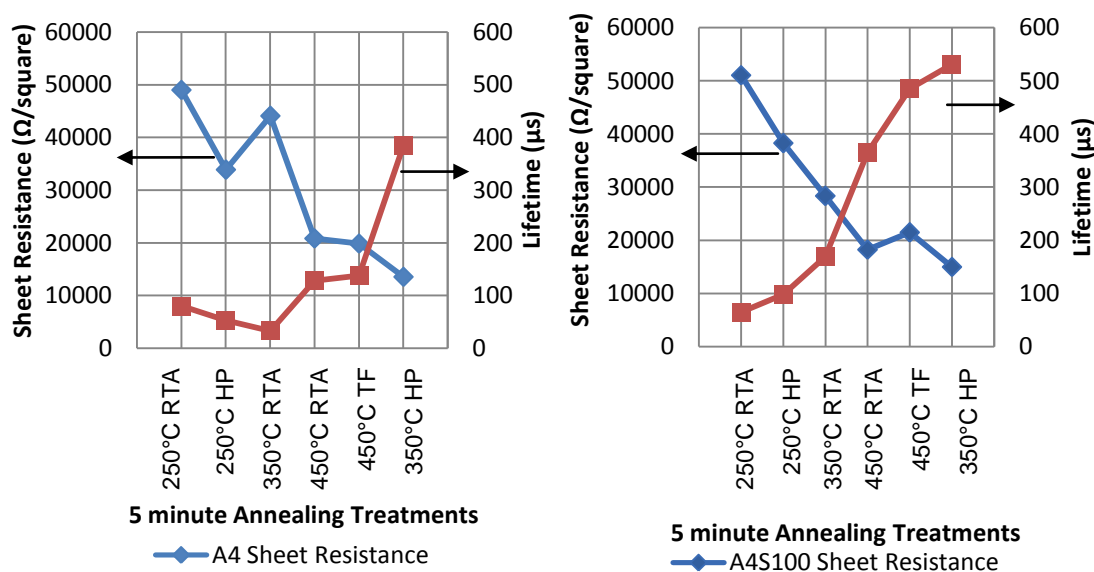 Sheet Resistance (Ω/square)
60000
50000
40000
30000
20000
10000
0
600
500
400
300
200
100
0
Lifetime (µs)
250°C RTA
250°C HP
350°C RTA
450°C RTA
450°C TF
350°C HP
5 minute Annealing Treatments
A4 Sheet Resistance
Sheet Resistance (Ω/square)
60000
50000
40000
30000
20000
10000
0
600
500
400
300
200
100
0
Lifetime (µs)
250°C RTA
250°C HP
350°C RTA
450°C RTA
450°C TF
350°C HP
5 minute Annealing Treatments
A4S100 Sheet Resistance